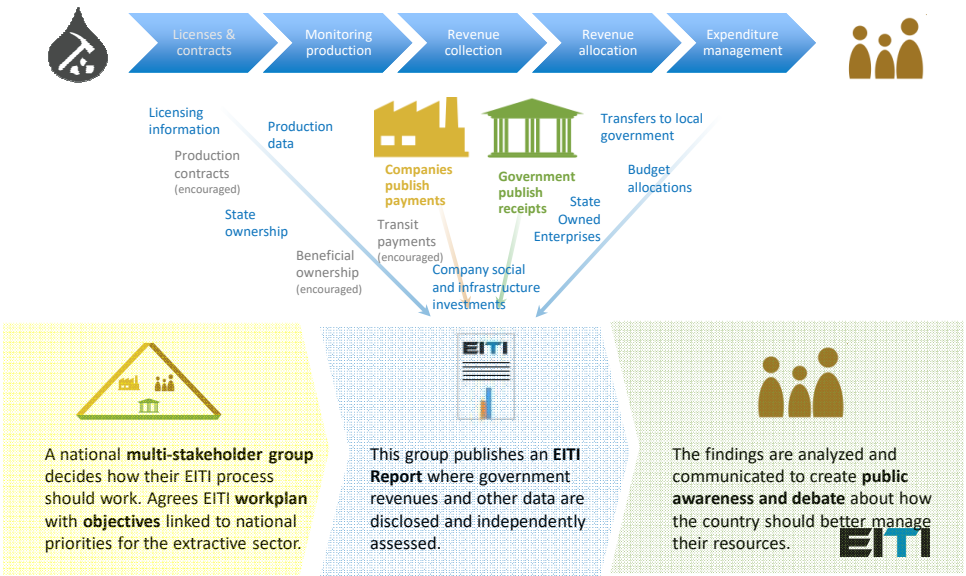 Licenses &
contracts
Monitoring
production
Revenue
collection
Revenue
allocation
Expenditure
management
Licensing
information
Production
data
Production
contracts
(encouraged)
State
ownership
Beneficial
ownership
(encouraged)
Companies
publish
payments
Transit
payments
(encouraged)
Government
publish
receipts
Company social
and infrastructure
investments
Transfers to local
government
Budget
allocations
State
Owned
Enterprises
EITI
A national multi-stakeholder group
decides how their EITI process
should work. Agrees EITI workplan
with objectives linked to national
priorities for the extractive sector.
This group publishes an EITI
Report where government
revenues and other data are
disclosed and independently
assessed.
The findings are analyzed and
communicated to create public
awareness and debate about how
the country should better manage
their resources.
EITI